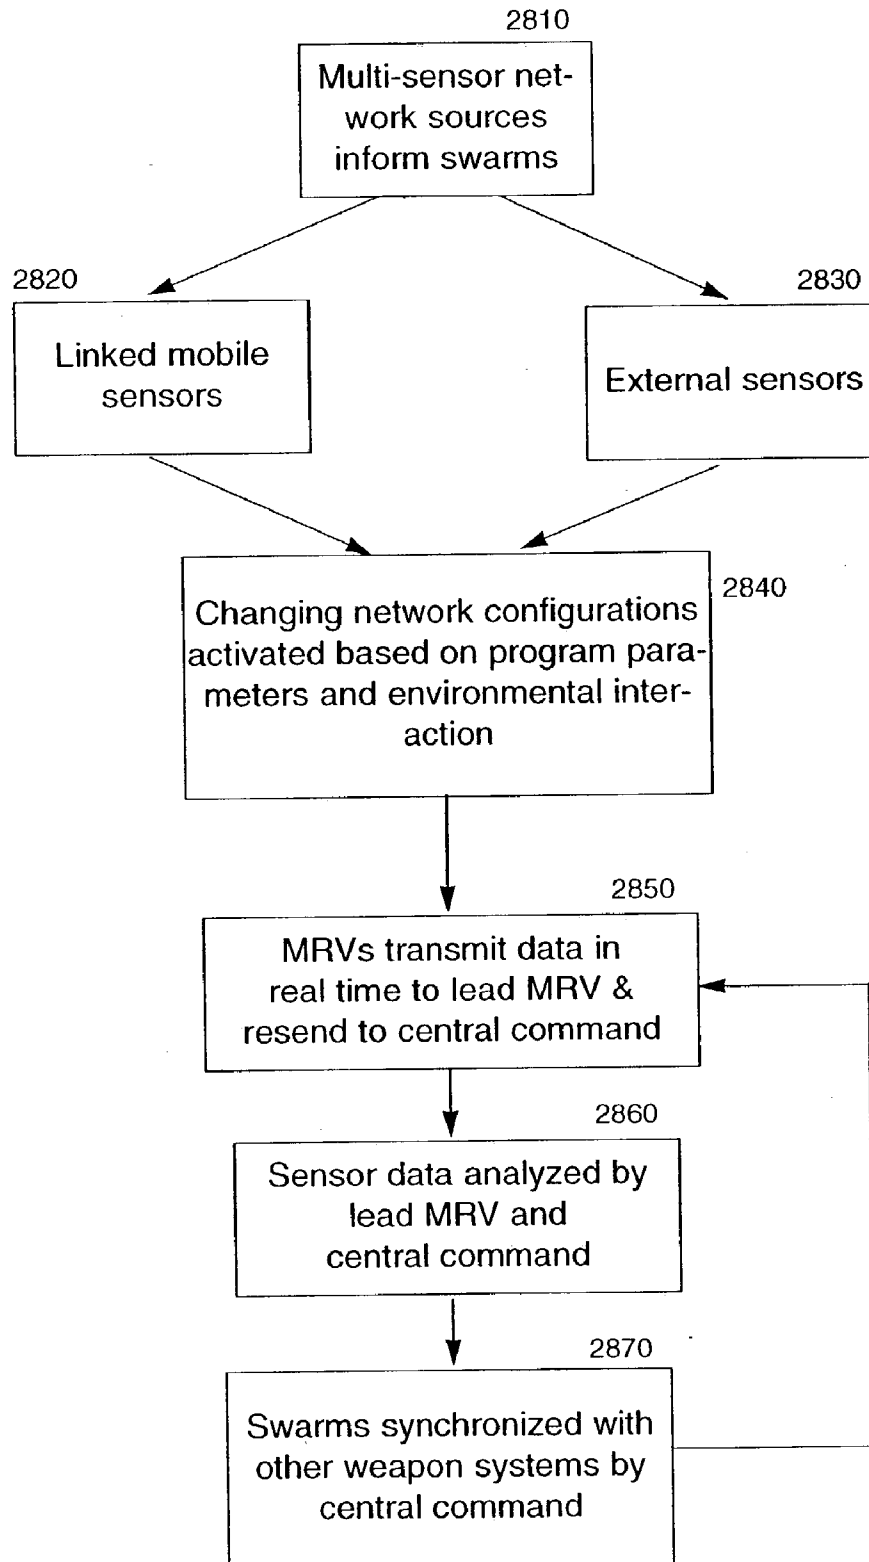 2810
Multi-sensor net-
work sources
inform swarms
2820
Linked mobile
sensors
2830
External sensors
2840
Changing network configurations
activated based on program para-
meters and environmental inter-
action
2850
MRVs transmit data in
real time to lead MRV &
resend to central command
2860
Sensor data analyzed by
lead MRV and
central command
2870
Swarms synchronized with
other weapon systems by
central command